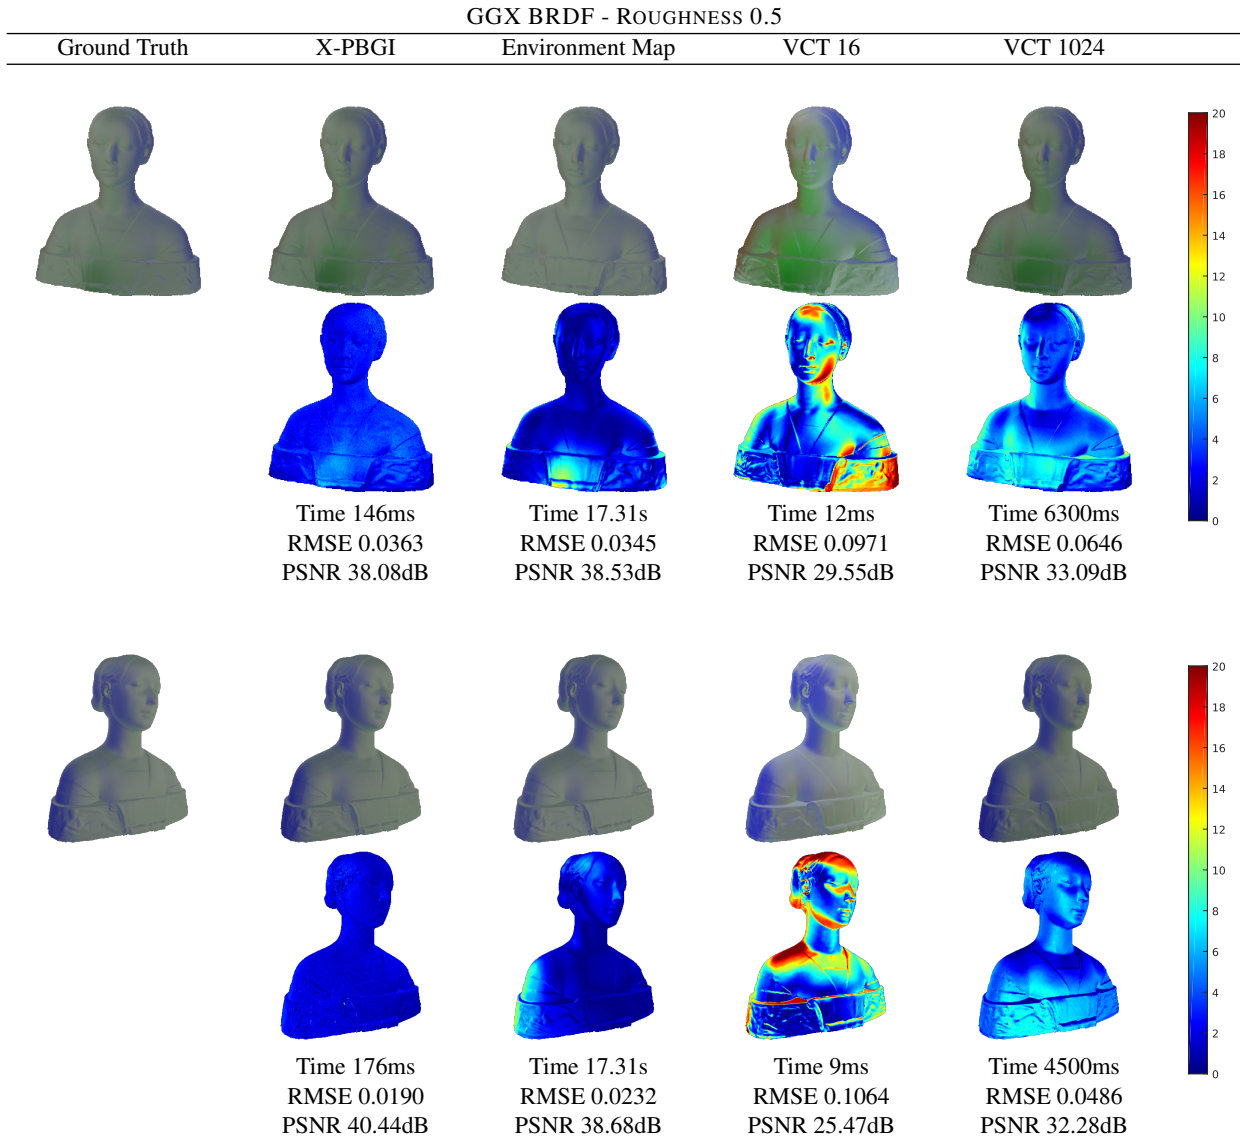 GGX BRDF - ROUGHNESS 0.5
Ground Truth X-PBGI Environment Map VCT 16 VCT 1024
20
18
16
14
12
10
8
6
4
2
0
Time 146ms Time 17.31s Time 12ms Time 6300ms
RMSE 0.0363 RMSE 0.0345 RMSE 0.0971 RMSE 0.0646
PSNR 38.08dB PSNR 38.53dB PSNR 29.55dB PSNR 33.09dB
20
18
16
14
12
10
8
6
4
2
0
Time 176ms Time 17.31s Time 9ms Time 4500ms
RMSE 0.0190 RMSE 0.0232 RMSE 0.1064 RMSE 0.0486
PSNR 40.44dB PSNR 38.68dB PSNR 25.47dB PSNR 32.28dB